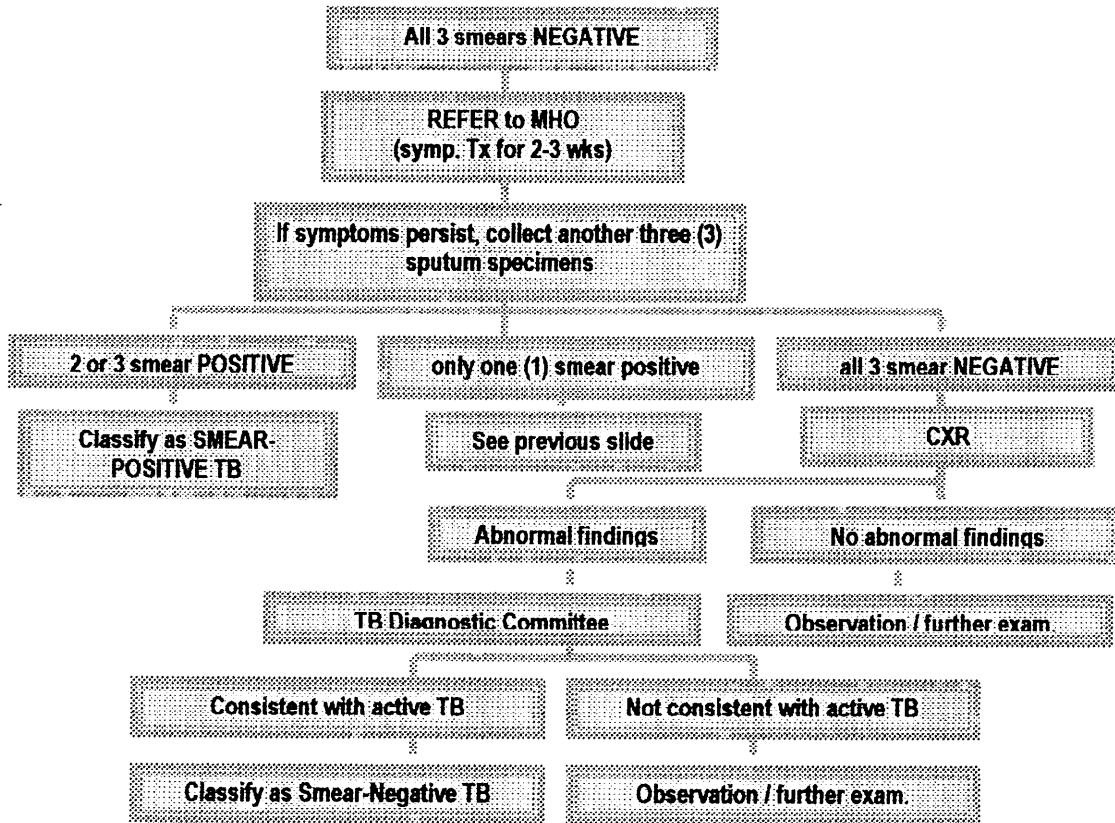 All 3 smears NEGATIVE
REFER to MHO
(symp. Tx for 2-3 wks)
If symptoms persist, collect another three (3)
sputum specimens
2 or 3 smear POSITIVE
only one (1) smear positive
all 3 smear NEGATIVE
Classify as SMEAR-
POSITIVE TB
See previous slide
CXR
Abnormal findings
No abnormal findings
TB Diagnostic Committee
Observation / further exam.
Consistent with active TB
Not consistent with active TB
Classify as Smear-Negative TB
Observation / further exam.